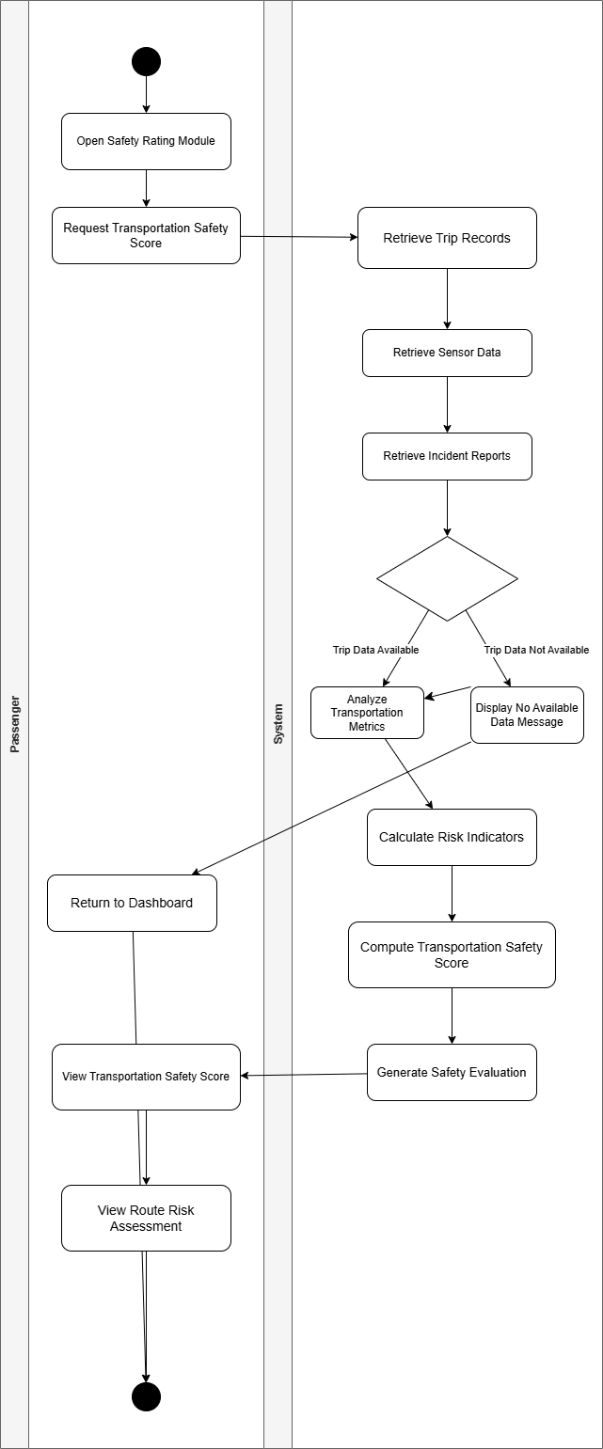 Open Safety Rating Module
Request Transportation Safety
Score
Retrieve Trip Records
Retrieve Sensor Data
Retrieve Incident Reports
Trip Data Available
Trip Data Not Available
Analyze
Transportation
Metrics
Display No Available
Data Message
Passenger
System
Calculate Risk Indicators
Return to Dashboard
Compute Transportation Safety
Score
View Transportation Safety Score
Generate Safety Evaluation
View Route Risk
Assessment